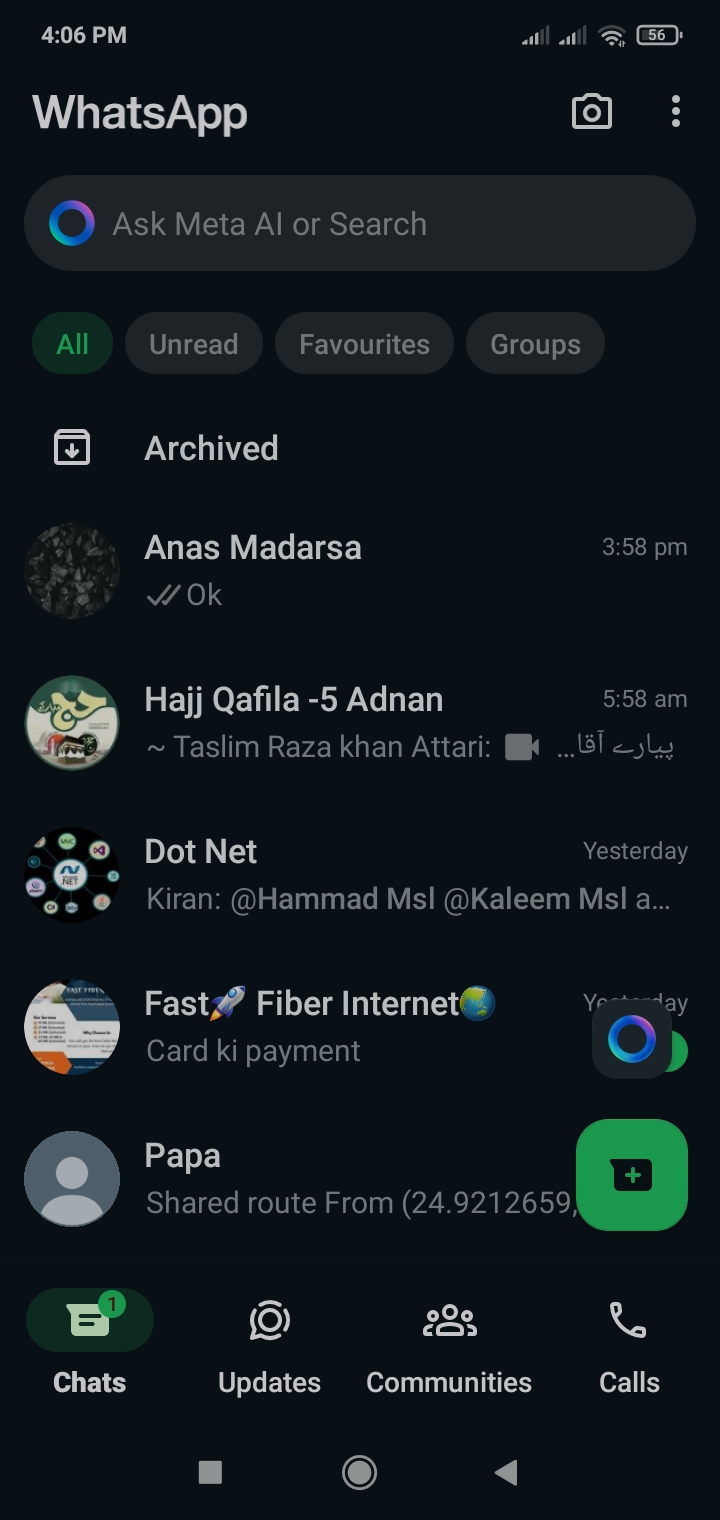 4:06 PM
56
WhatsApp
Ask Meta AI or Search
All
Unread
Favourites
Groups
Archived
Anas Madarsa
3:58 pm
Ok
Hajj Qafila -5 Adnan
5:58 am
~ Taslim Raza khan Attari: پیارے آقا...
Dot Net
Yesterday
Kiran: @Hammad Msl @Kaleem Msl a...
Fast🚀 Fiber Internet🌏
Yesterday
Card ki payment
Papa
Shared route From (24.9212659,
1
Chats
Updates
Communities
Calls